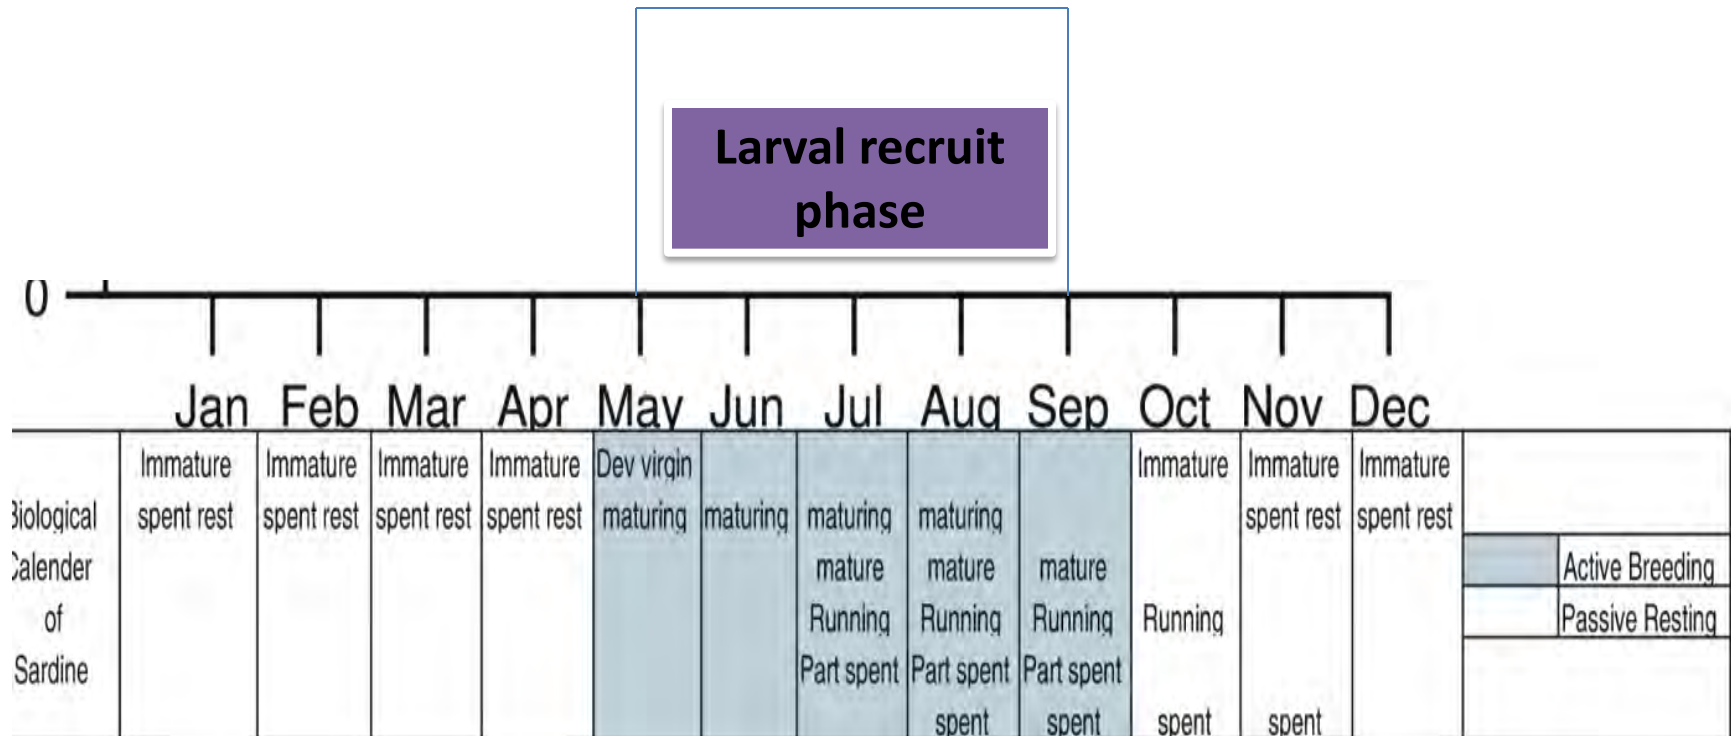 Larval recruit
phase
0
Jan Feb Mar Apr May Jun Jul Aug Sep Oct Nov Dec
Immature Immature Immature Immature Dev virgin Immature Immature Immature
Biological spent rest spent rest spent rest spent rest maturing maturing maturing maturing spent rest spent rest
Calender mature mature mature Active Breeding
of Running Running Running Running Passive Resting
Sardine Part spent Part spent Part spent
spent spent spent spent